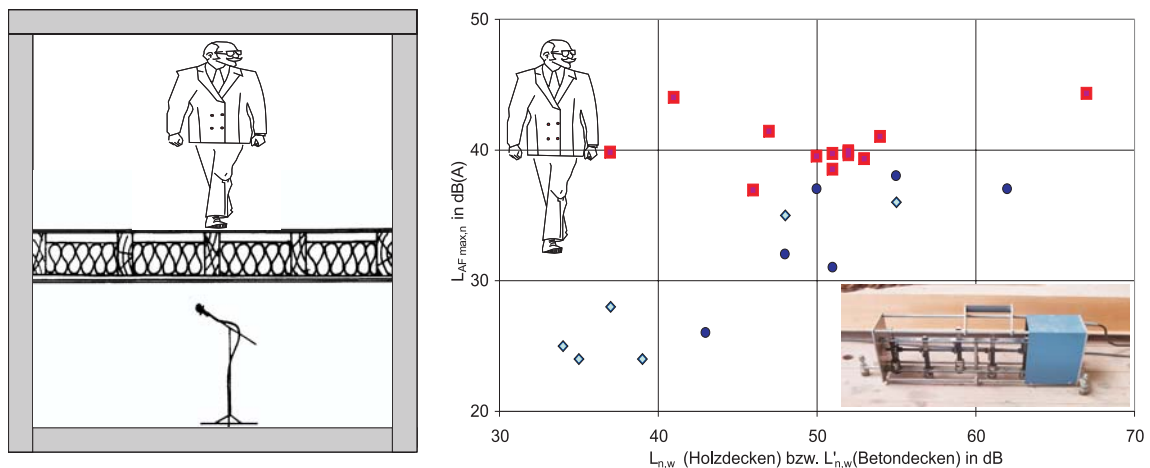 50
40
30
20
30 40 50 60 70
L_AF max,n in dB(A)
L_n,w (Holzdecken) bzw. L'_n,w(Betondecken) in dB